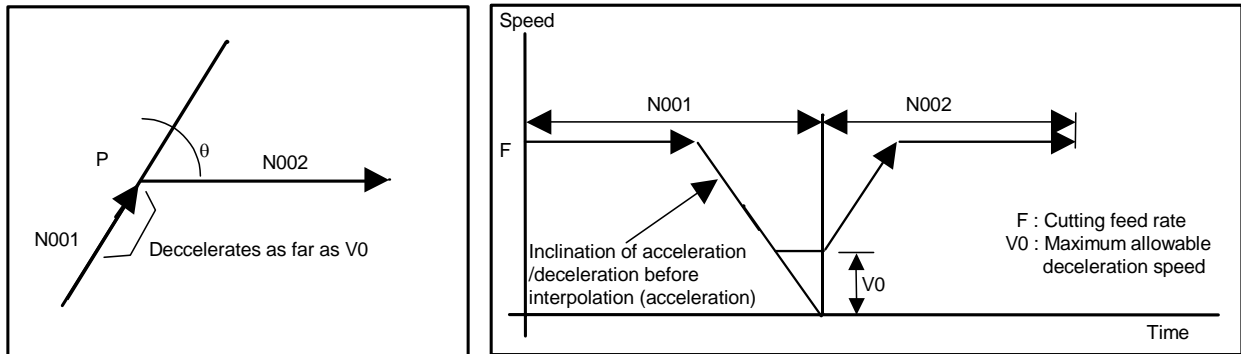 P
θ
N002
N001
Deccelerates as far as V0
Speed
N001
N002
F
Inclination of acceleration
/deceleration before
interpolation (acceleration)
V0
F : Cutting feed rate
V0 : Maximum allowable
deceleration speed
Time